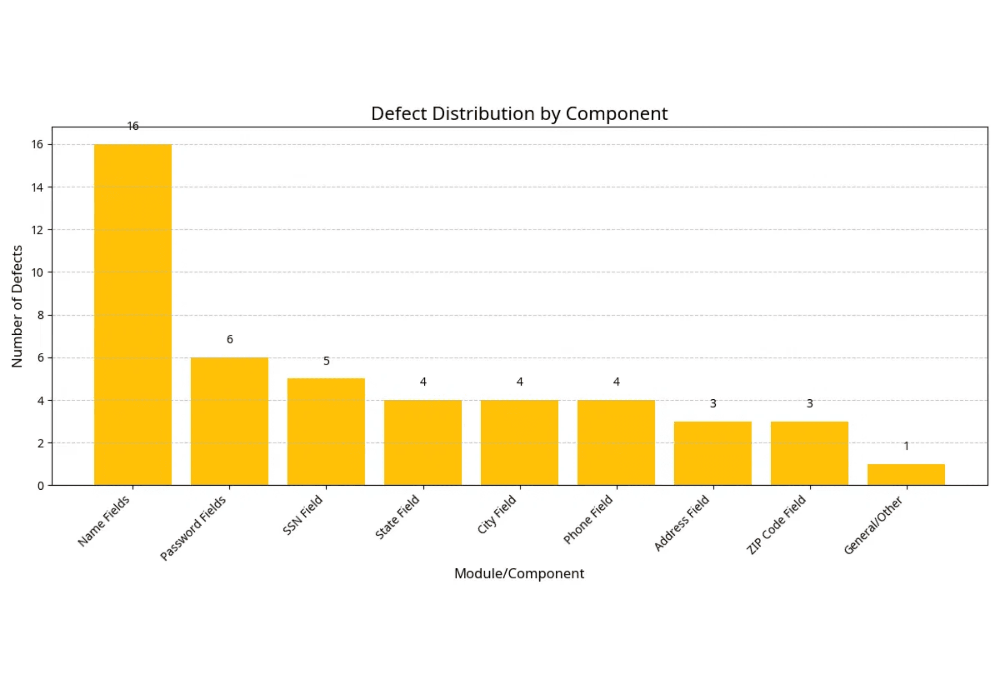 Defect Distribution by Component
16
16
14
12
10
8
6
4
2
0
Number of Defects
6
5
4
4
4
3
3
1
Name Fields
Password Fields
SSN Field
State Field
City Field
Phone Field
Address Field
ZIP Code Field
General/Other
Module/Component